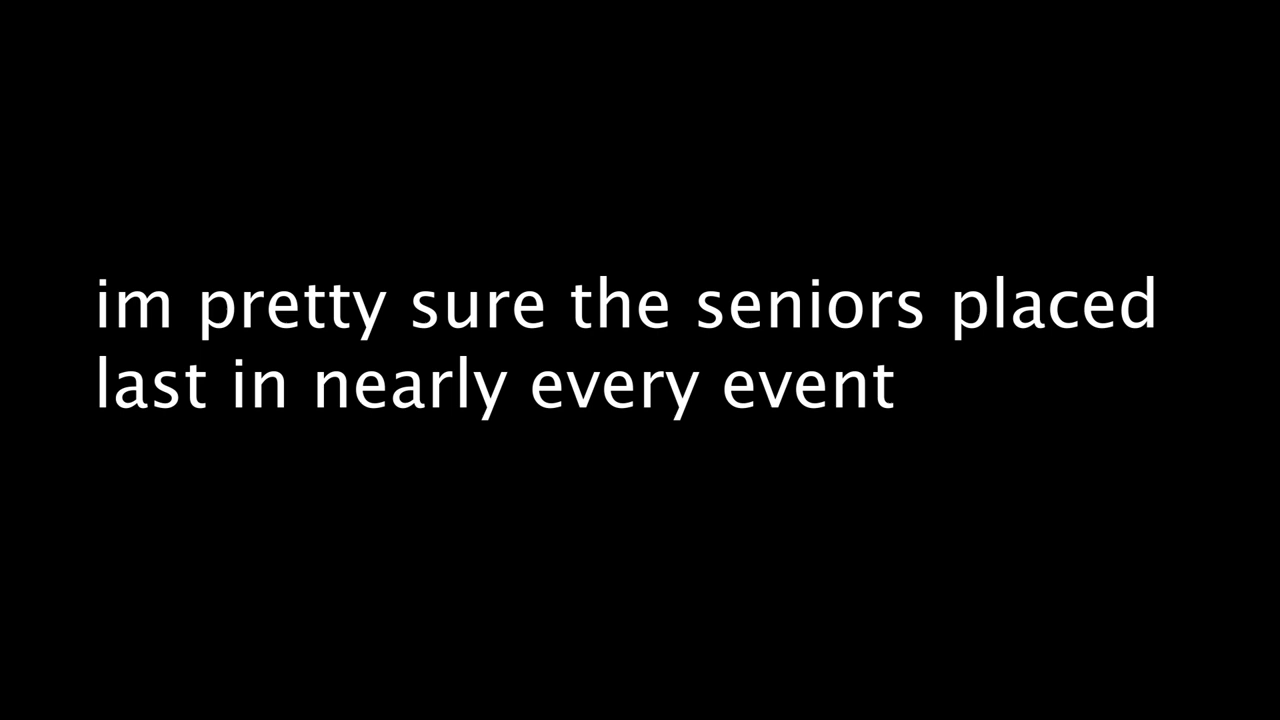 im pretty sure the seniors placed
last in nearly every event